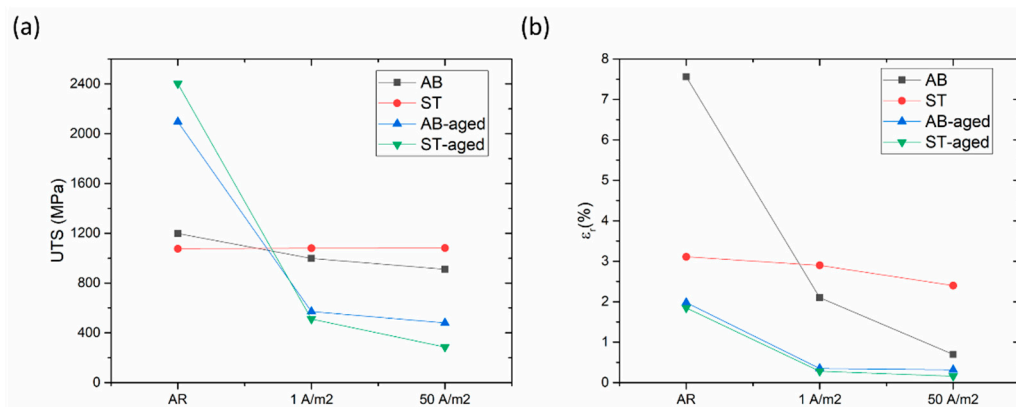 (a)
UTS (MPa)
2400
2000
1600
1200
800
400
0
AR
1 A/m2
50 A/m2
AB
ST
AB-aged
ST-aged
(b)
εr(%)
8
7
6
5
4
3
2
1
0
AR
1 A/m2
50 A/m2
AB
ST
AB-aged
ST-aged